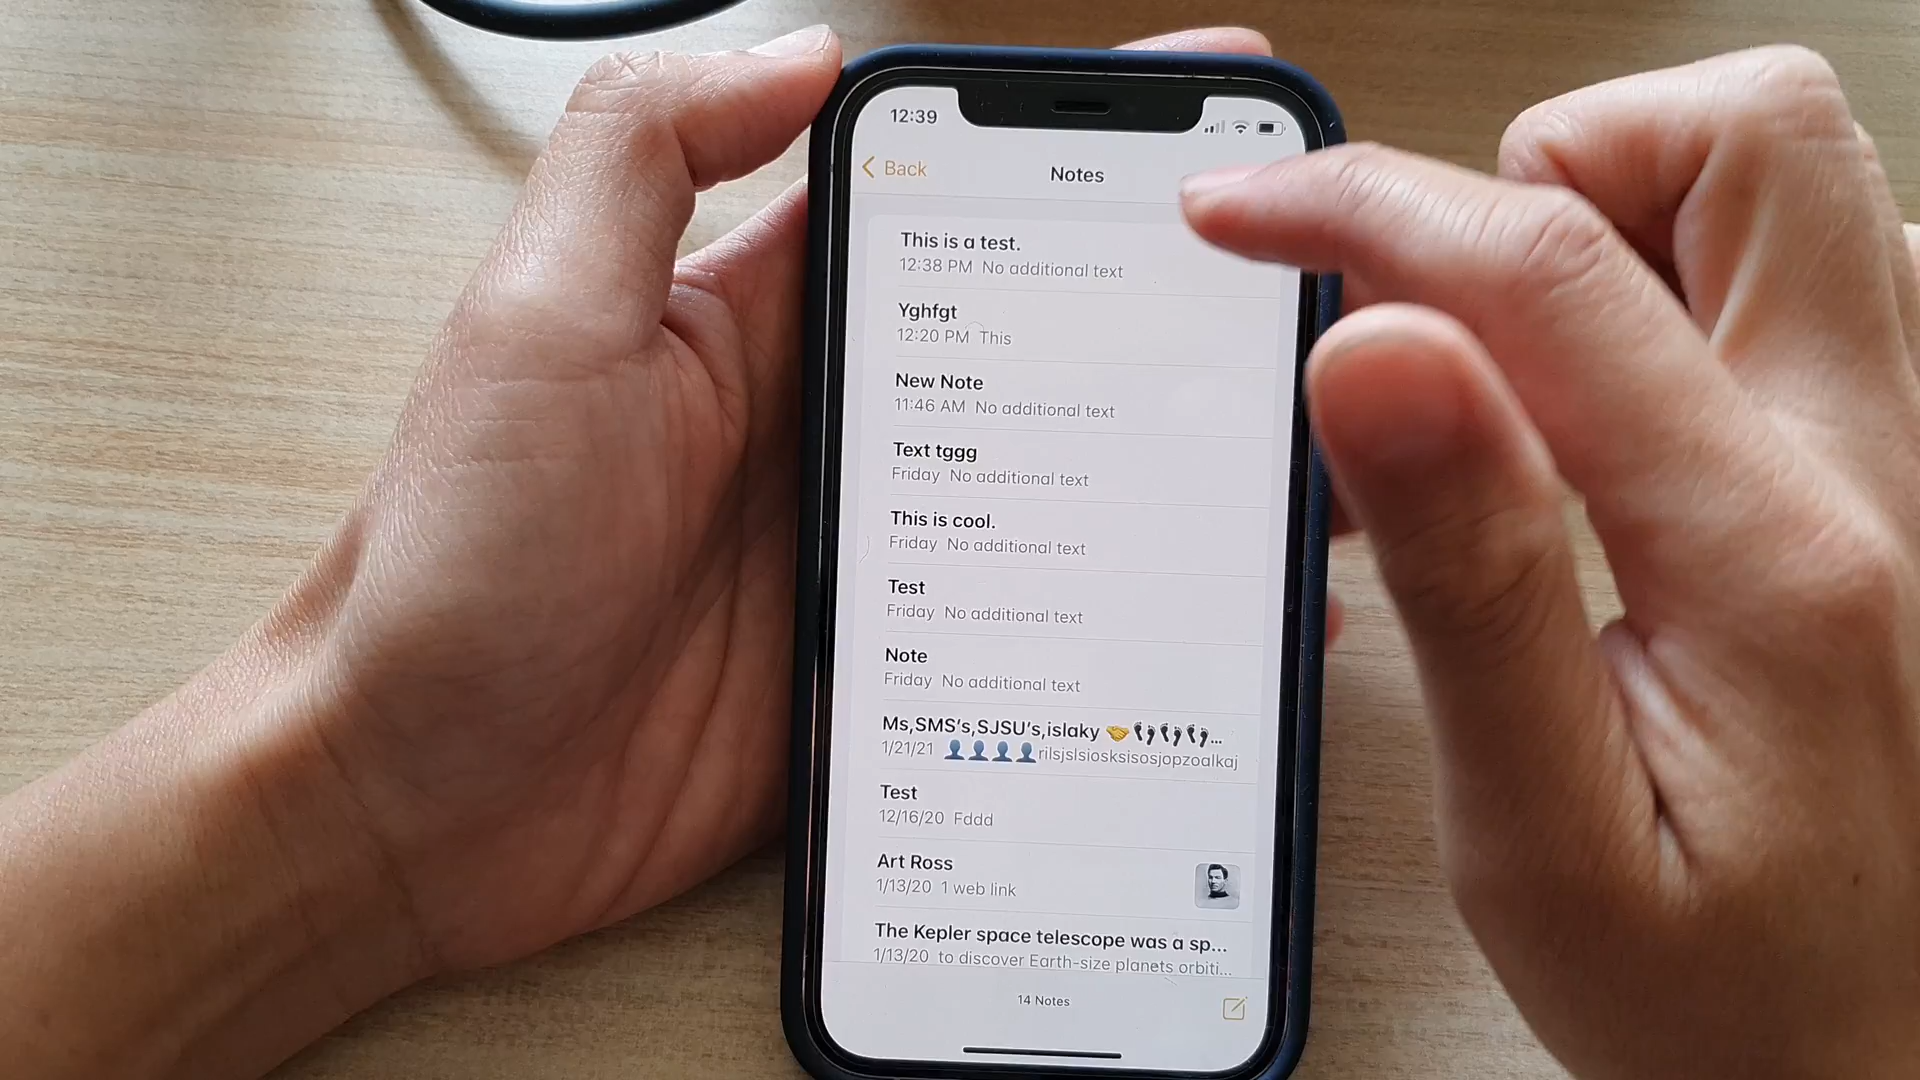 12:39
Back
Notes
This is a test.
12:38 PM No additional text
Yghfgt
12:20 PM This
New Note
11:46 AM No additional text
Text tggg
Friday No additional text
This is cool.
Friday No additional text
Test
Friday No additional text
Note
Friday No additional text
Ms,SMS's,SJSU's,islaky 🤝👣👣👣...
1/21/21 👤👤👤👤rilsjslsiosksisosjopzoalkaj
Test
12/16/20 Fddd
Art Ross
1/13/20 1 web link
The Kepler space telescope was a sp...
1/13/20 to discover Earth-size planets orbiti...
14 Notes